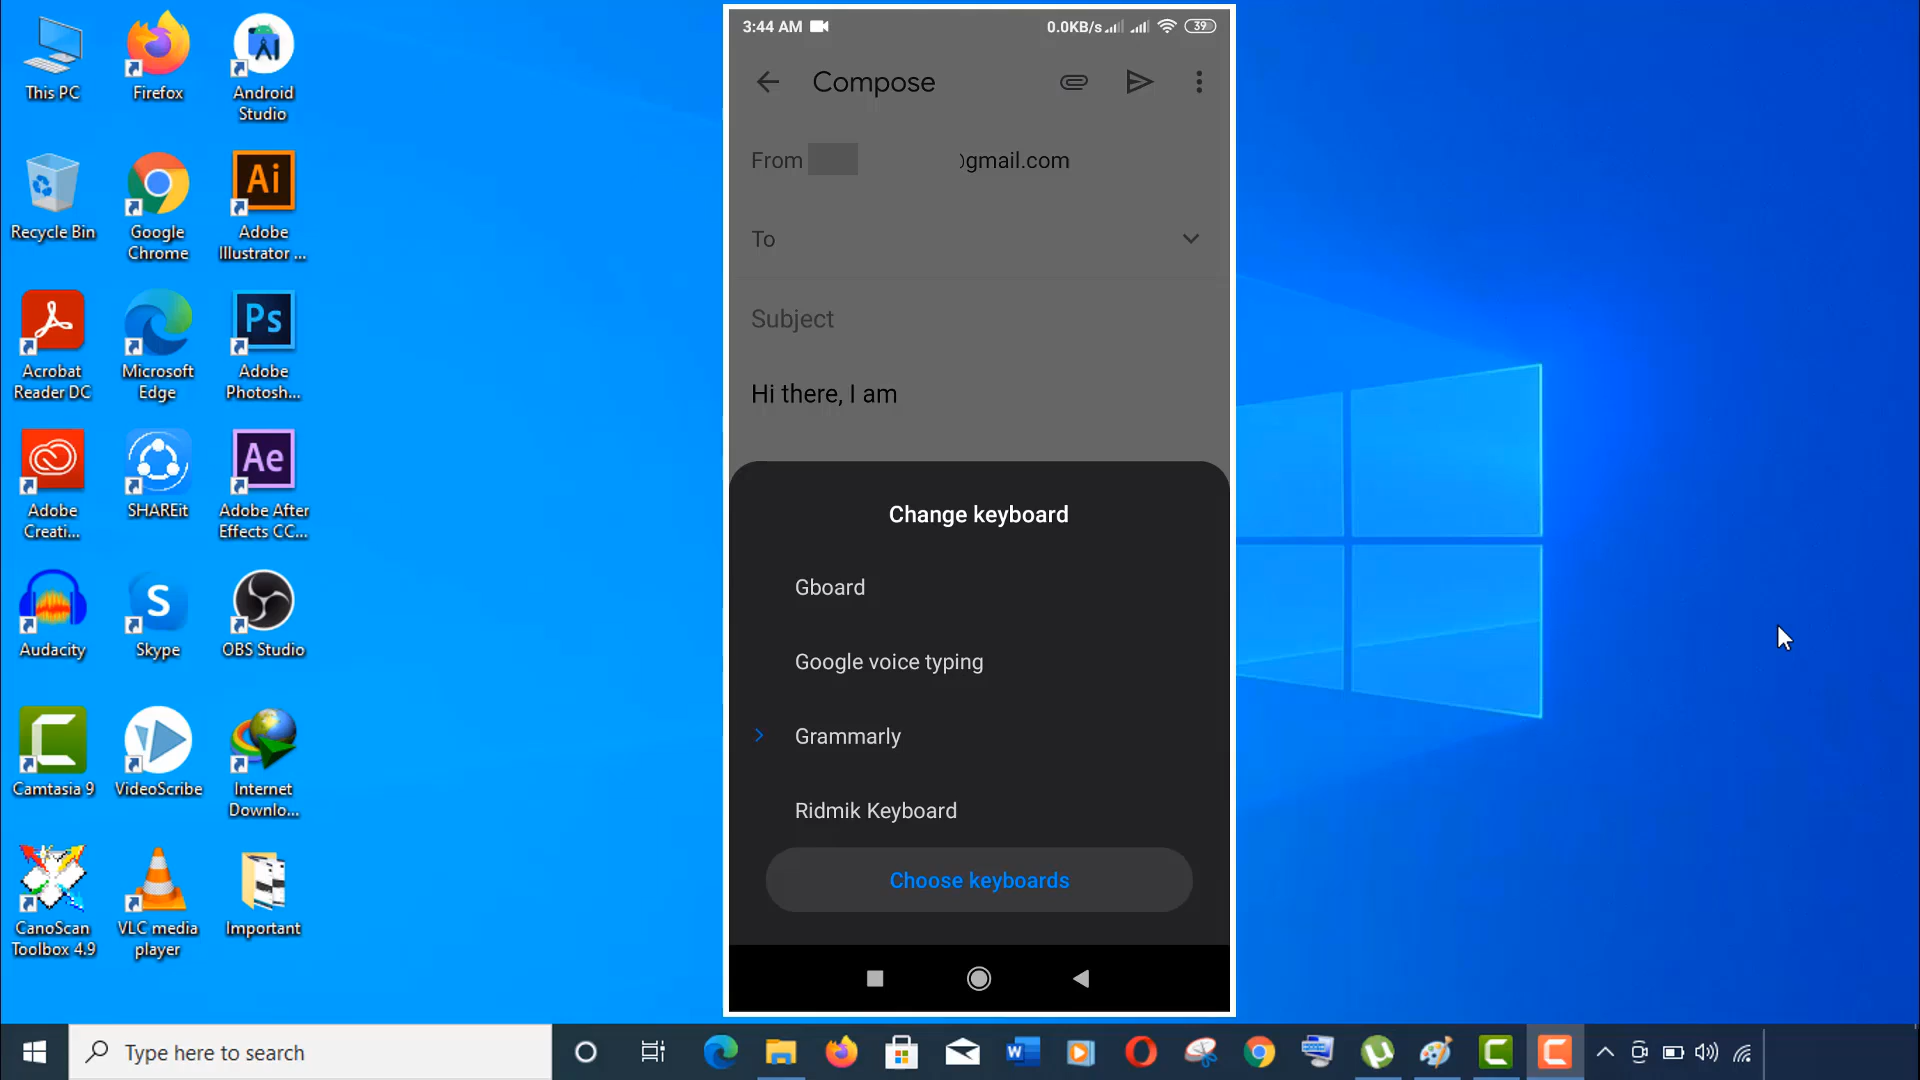 This PC
Firefox
Android
Studio
Recycle Bin
Google
Chrome
Ai
Adobe
Illustrator ...
Acrobat
Reader DC
Microsoft
Edge
Ps
Adobe
Photosh...
Adobe
Creati...
SHAREit
Ae
Adobe After
Effects CC...
Audacity
S
Skype
OBS Studio
Camtasia 9
VideoScribe
Internet
Downlo...
CanoScan
Toolbox 4.9
VLC media
player
Important
3:44 AM
0.0KB/s
39
Compose
From
@gmail.com
To
Subject
Hi there, I am
Change keyboard
Gboard
Google voice typing
Grammarly
Ridmik Keyboard
Choose keyboards
Type here to search